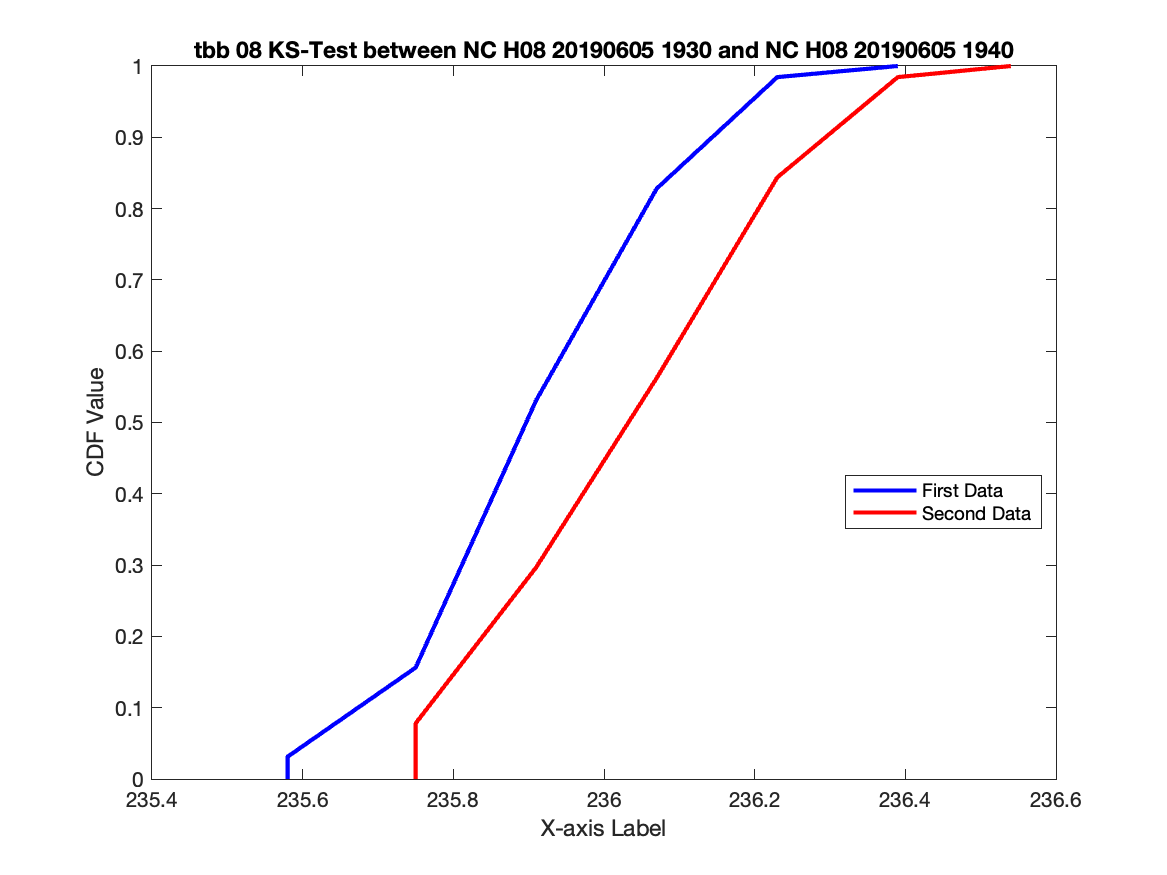 tbb 08 KS-Test between NC H08 20190605 1930 and NC H08 20190605 1940
1
0.9
0.8
0.7
0.6
0.5
0.4
0.3
0.2
0.1
0
CDF Value
First Data
Second Data
235.4 235.6 235.8 236 236.2 236.4 236.6
X-axis Label